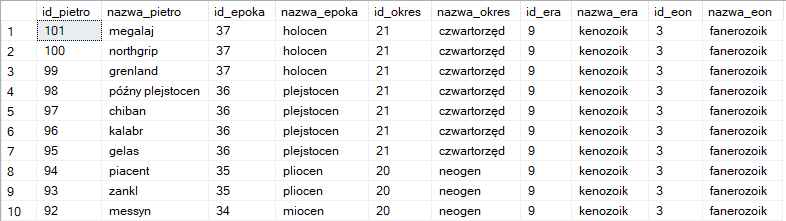 id_pietro nazwa_pietro id_epoka nazwa_epoka id_okres nazwa_okres id_era nazwa_era id_eon nazwa_eon
1 101 megalaj 37 holocen 21 czwartorzęd 9 kenozoik 3 fanerozoik
2 100 northgrip 37 holocen 21 czwartorzęd 9 kenozoik 3 fanerozoik
3 99 grenland 37 holocen 21 czwartorzęd 9 kenozoik 3 fanerozoik
4 98 późny plejstocen 36 plejstocen 21 czwartorzęd 9 kenozoik 3 fanerozoik
5 97 chiban 36 plejstocen 21 czwartorzęd 9 kenozoik 3 fanerozoik
6 96 kalabr 36 plejstocen 21 czwartorzęd 9 kenozoik 3 fanerozoik
7 95 gelas 36 plejstocen 21 czwartorzęd 9 kenozoik 3 fanerozoik
8 94 piacent 35 pliocen 20 neogen 9 kenozoik 3 fanerozoik
9 93 zankl 35 pliocen 20 neogen 9 kenozoik 3 fanerozoik
10 92 messyn 34 miocen 20 neogen 9 kenozoik 3 fanerozoik